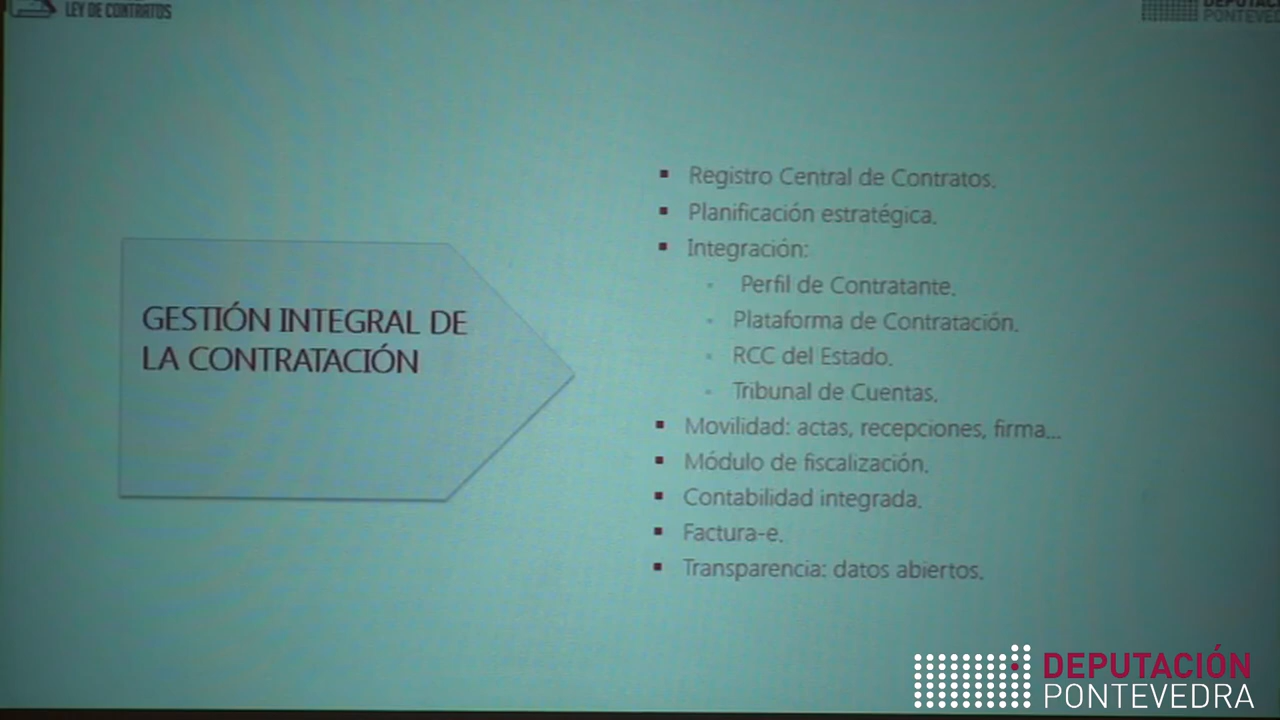 LEY DE CONTRATOS
DEPUTAC
PONTEVED
GESTIÓN INTEGRAL DE
LA CONTRATACIÓN
▪ Registro Central de Contratos.
▪ Planificación estratégica.
▪ Integración:
- Perfil de Contratante.
- Plataforma de Contratación.
- RCC del Estado.
- Tribunal de Cuentas.
▪ Movilidad: actas, recepciones, firma...
▪ Módulo de fiscalización.
▪ Contabilidad integrada.
▪ Factura-e.
▪ Transparencia: datos abiertos.
DEPUTACIÓN
PONTEVEDRA